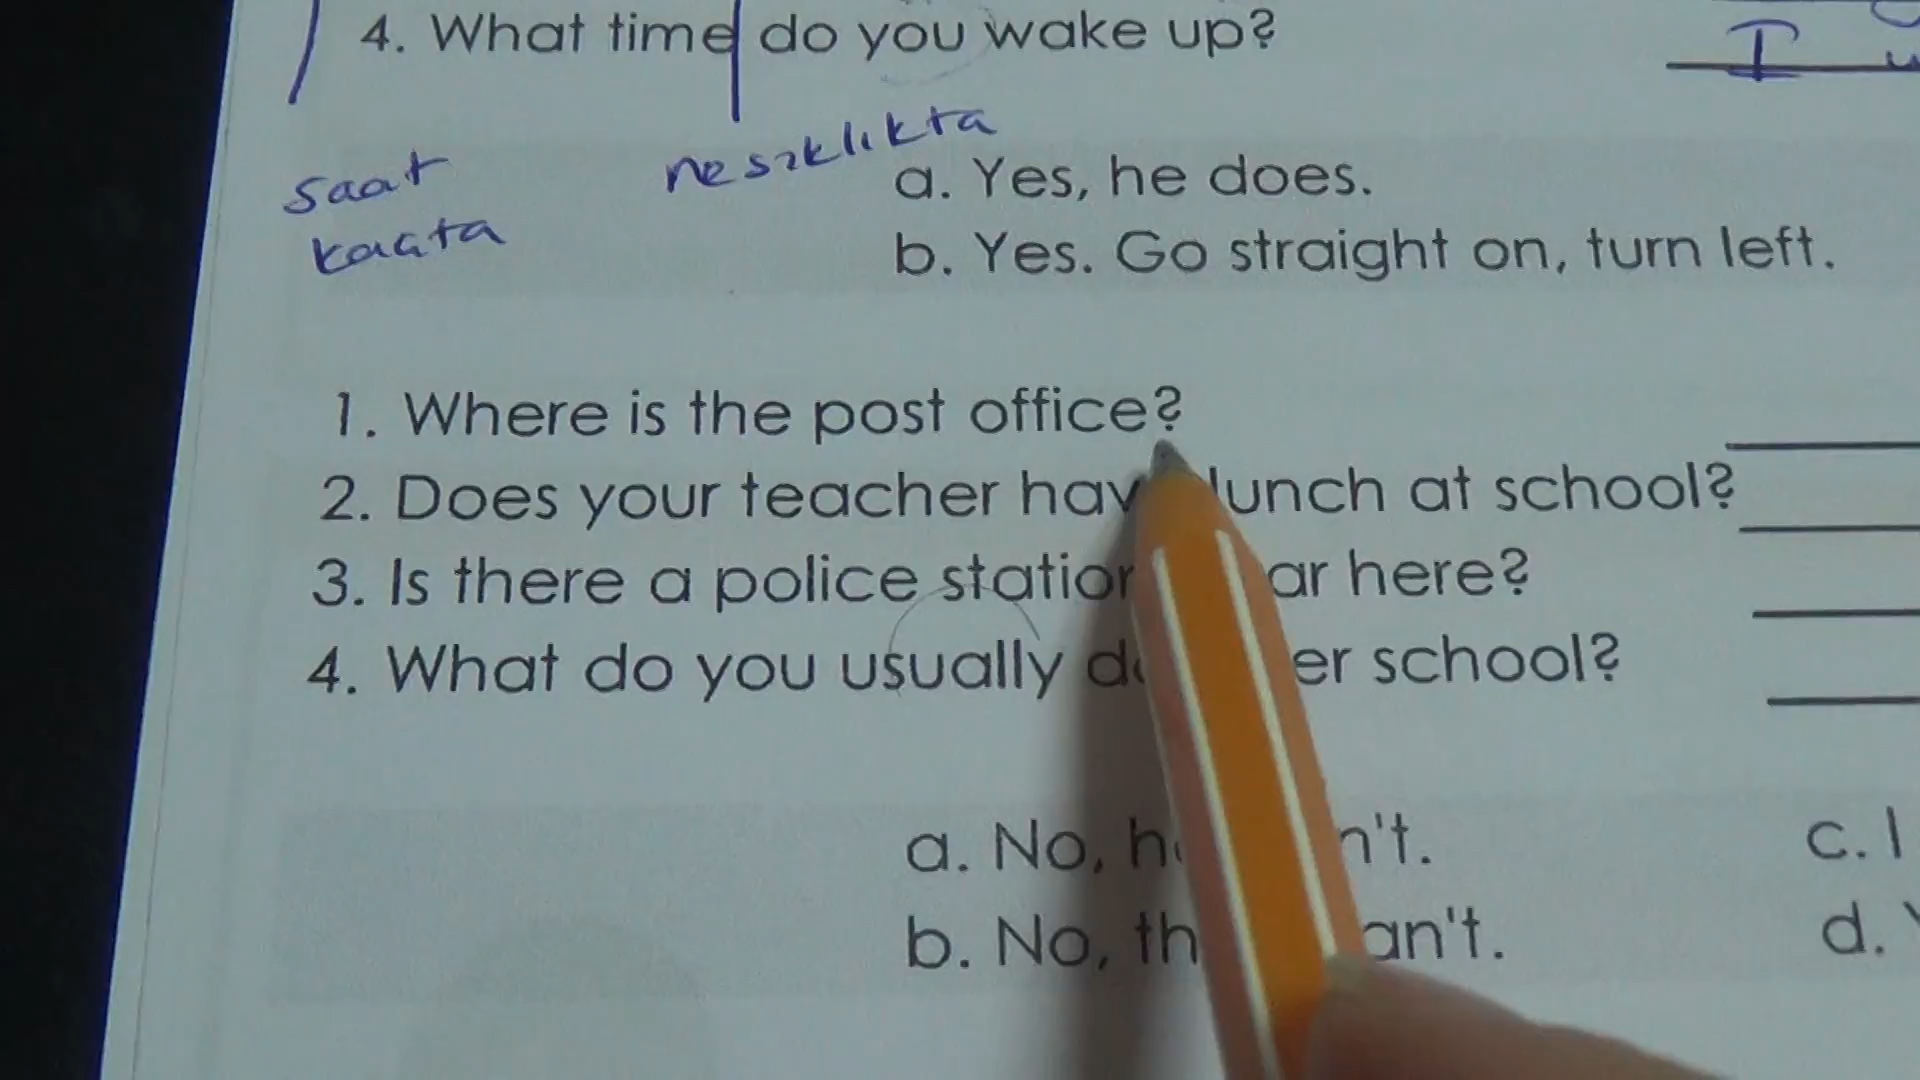 4. What time do you wake up?
I
saat
kaata
nesıklıkta
a. Yes, he does.
b. Yes. Go straight on, turn left.
1. Where is the post office?
2. Does your teacher hav lunch at school?
3. Is there a police station ar here?
4. What do you usually d er school?
a. No, h n't.
b. No, th an't.
c. I
d.